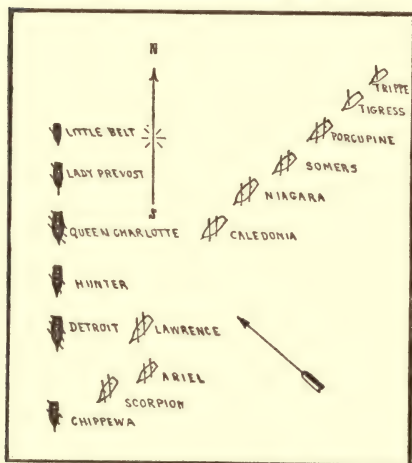 N
TRIPPE
TIGRESS
LITTLE BELT
PORCUPINE
LADY PREVOST
SOMERS
NIAGARA
S
QUEEN CHARLOTTE
CALEDONIA
HUNTER
DETROIT
LAWRENCE
ARIEL
SCORPION
CHIPPEWA